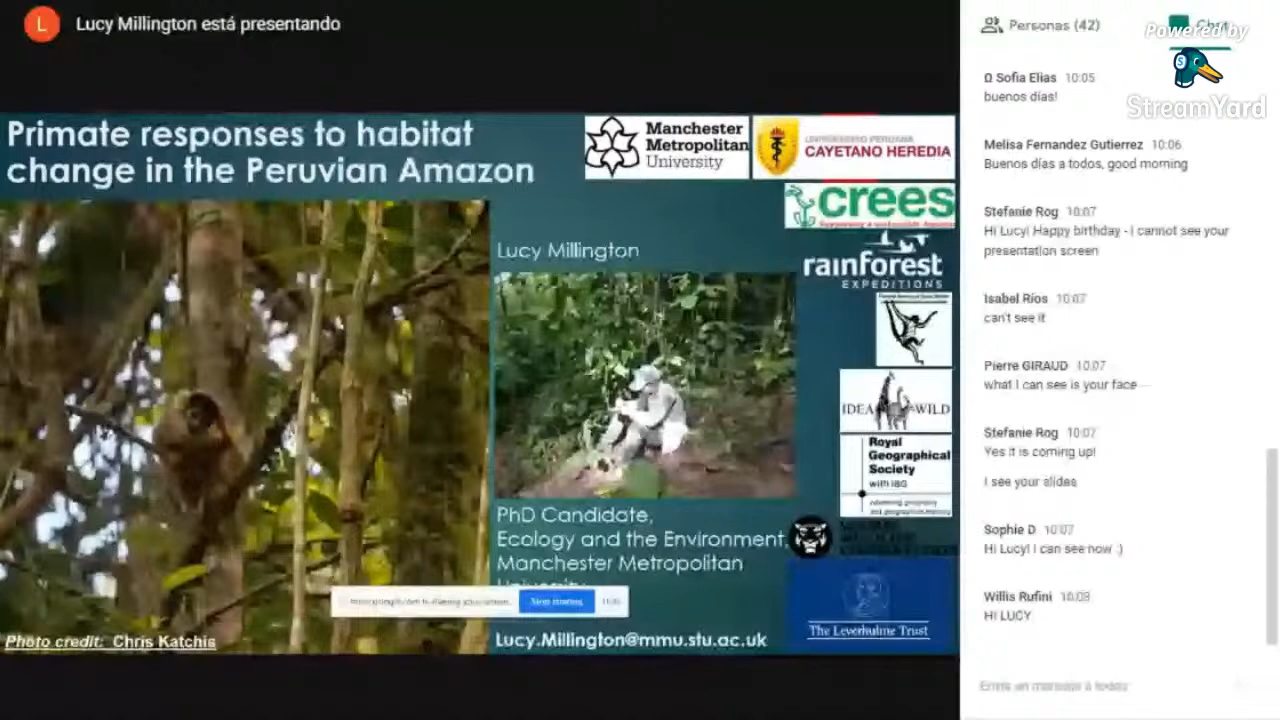 L
Lucy Millington está presentando
Primate responses to habitat
change in the Peruvian Amazon
Manchester
Metropolitan
University
CAYETANO HEREDIA
crees
Lucy Millington
rainforest
EXPEDITIONS
IDEA WILD
Royal
Geographical
Society
with IBG
PhD Candidate,
Ecology and the Environment,
Manchester Metropolitan
University
Stop sharing
The Leverhulme Trust
Photo credit: Chris Katchis
Lucy.Millington@mmu.stu.ac.uk
Personas (42)
Chat
Powered by
StreamYard
Ω Sofia Elias 10:05
buenos días!
Melisa Fernandez Gutierrez 10:06
Buenos días a todos, good morning
Stefanie Rog 10:07
Hi Lucy! Happy birthday - I cannot see your
presentation screen
Isabel Ríos 10:07
can't see it
Pierre GIRAUD 10:07
what I can see is your face
Stefanie Rog 10:07
Yes it is coming up!
I see your slides
Sophie D 10:07
Hi Lucy! I can see now :)
Willis Rufini 10:08
HI LUCY
Envía un mensaje a todos